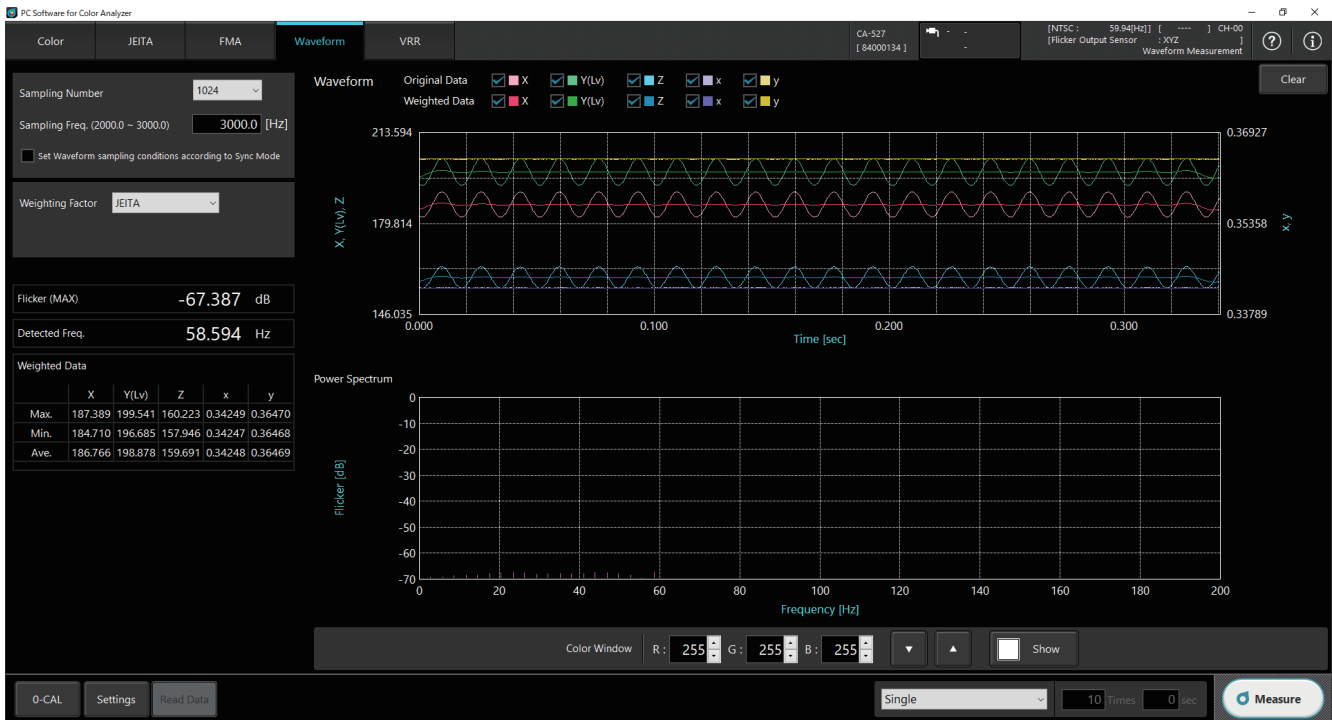 PC Software for Color Analyzer
Color JEITA FMA Waveform VRR
CA-527
[ 84000134 ]
- -
-
[NTSC : 59.94[Hz]] [ ---- ] CH-00
[Flicker Output Sensor : XYZ ]
Waveform Measurement
Sampling Number 1024
Sampling Freq. (2000.0 ~ 3000.0) 3000.0 [Hz]
Set Waveform sampling conditions according to Sync Mode
Weighting Factor JEITA
Flicker (MAX) -67.387 dB
Detected Freq. 58.594 Hz
Weighted Data
X Y(Lv) Z x y
Max. 187.389 199.541 160.223 0.34249 0.36470
Min. 184.710 196.685 157.946 0.34247 0.36468
Ave. 186.766 198.878 159.691 0.34248 0.36469
Waveform
Original Data X Y(Lv) Z x y
Weighted Data X Y(Lv) Z x y
Clear
213.594
179.814
146.035
X, Y(Lv), Z
0.36927
0.35358
0.33789
x, y
0.000 0.100 0.200 0.300
Time [sec]
Power Spectrum
0
-10
-20
-30
-40
-50
-60
-70
Flicker [dB]
0 20 40 60 80 100 120 140 160 180 200
Frequency [Hz]
Color Window R : 255 G : 255 B : 255 ▼ ▲ Show
0-CAL Settings Read Data Single 10 Times 0 sec Measure